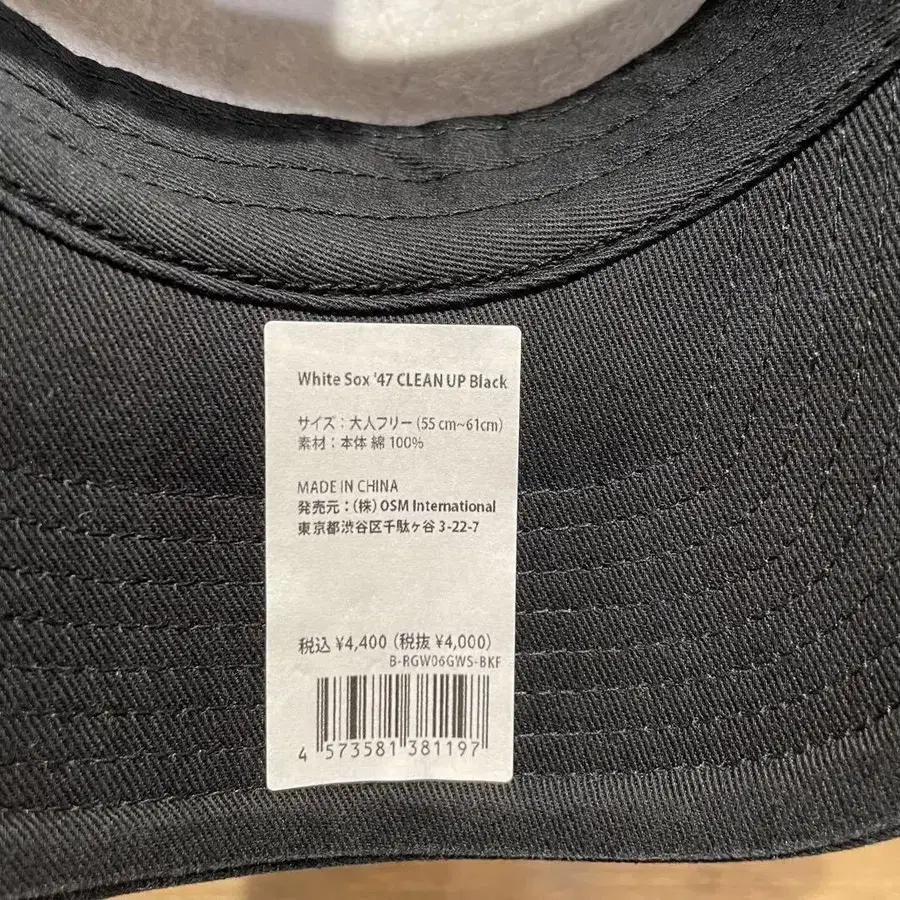 White Sox '47 CLEAN UP Black
サイズ：大人フリー（55 cm~61cm）
素材：本体 綿 100%
MADE IN CHINA
発売元：（株）OSM International
東京都渋谷区千駄ヶ谷 3-22-7
税込 ¥4,400（税抜 ¥4,000）
B-RGW06GWS-BKF
4 573581 381197